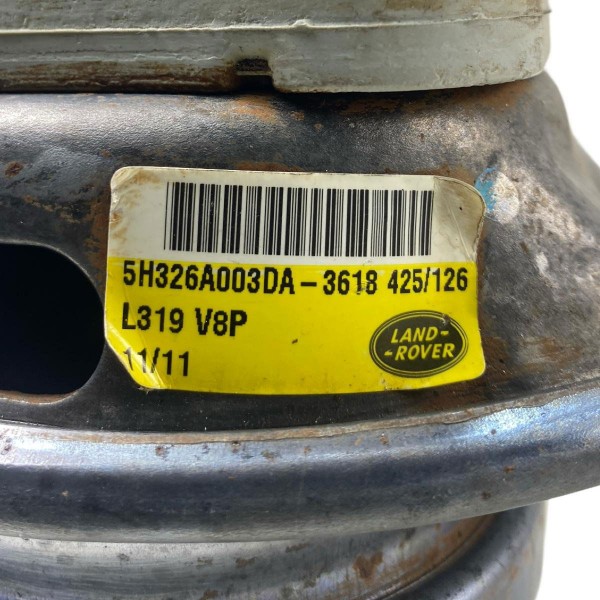 5H326A003DA-3618 425/126
L319 V8P
11/11
LAND-
-ROVER